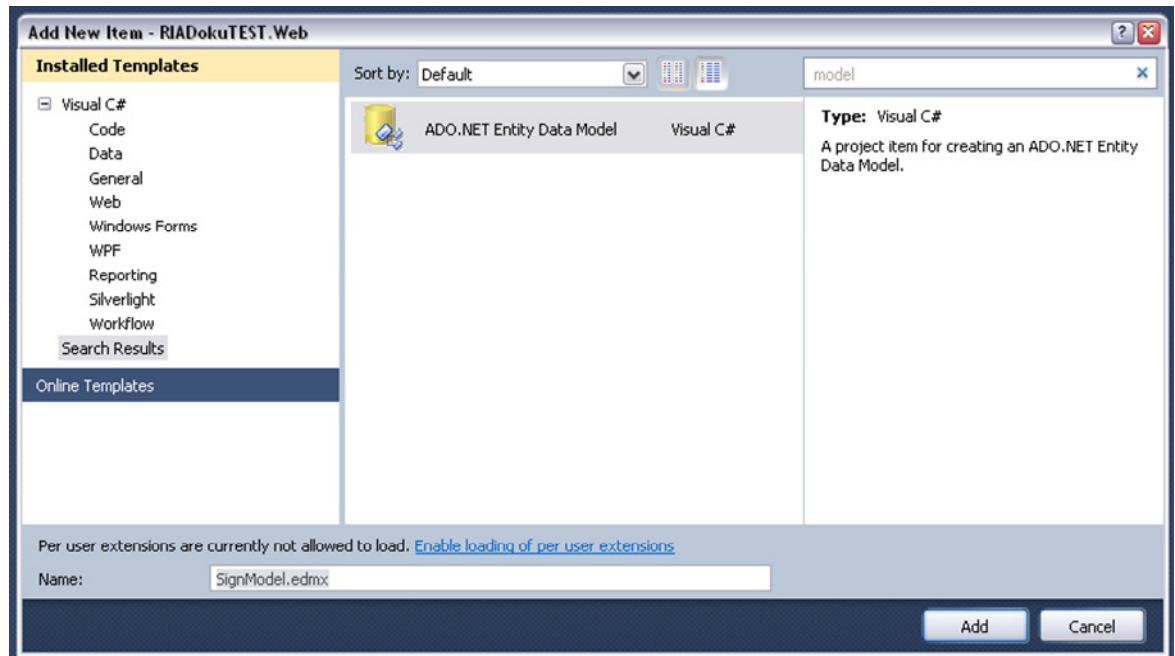 Add New Item - RIADokuTEST.Web
Installed Templates
Visual C#
Code
Data
General
Web
Windows Forms
WPF
Reporting
Silverlight
Workflow
Search Results
Online Templates
Sort by: Default
ADO.NET Entity Data Model Visual C#
model
Type: Visual C#
A project item for creating an ADO.NET Entity
Data Model.
Per user extensions are currently not allowed to load. Enable loading of per user extensions
Name: SignModel.edmx
Add Cancel